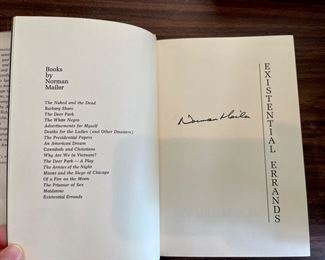 Books
by
Norman
Mailer
The Naked and the Dead
Barbary Shore
The Deer Park
The White Negro
Advertisements for Myself
Deaths for the Ladies (and Other Disasters)
The Presidential Papers
An American Dream
Cannibals and Christians
Why Are We in Vietnam?
The Deer Park—A Play
The Armies of the Night
Miami and the Siege of Chicago
Of a Fire on the Moon
The Prisoner of Sex
Maidstone
Existential Errands
Norman Mailer
EXISTENTIAL ERRANDS